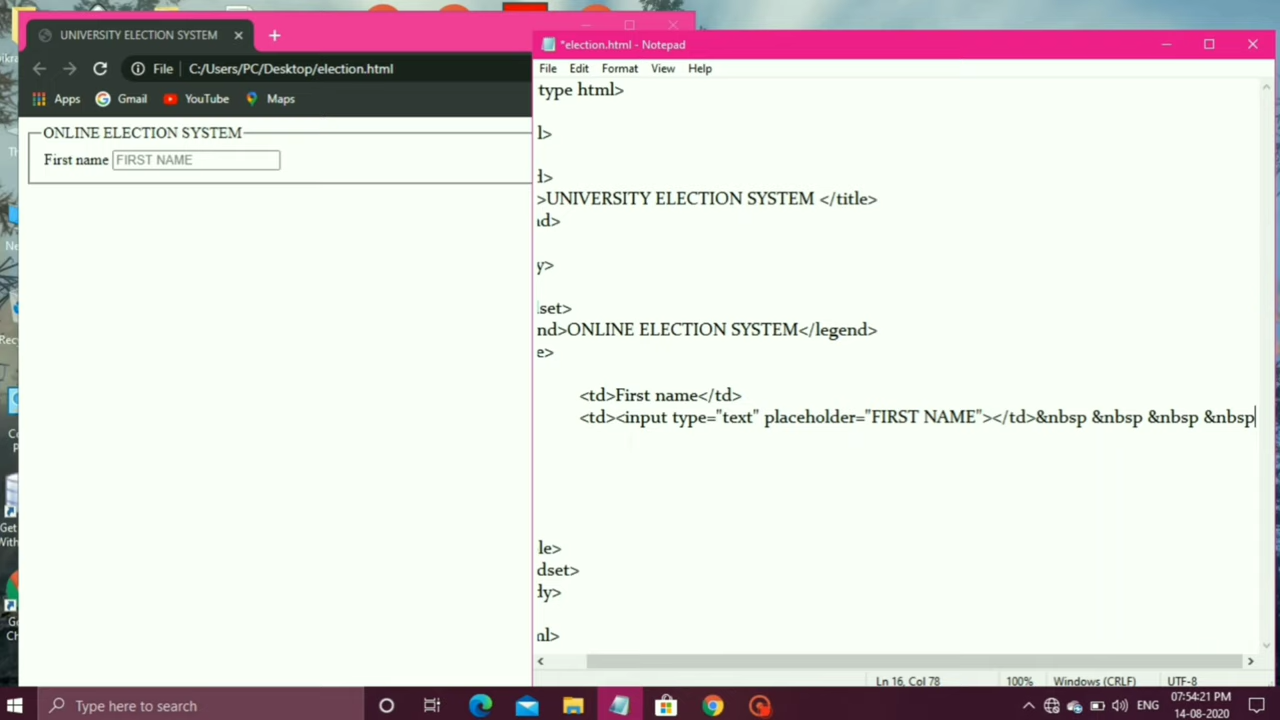 UNIVERSITY ELECTION SYSTEM
File
C:/Users/PC/Desktop/election.html
Apps
Gmail
YouTube
Maps
ONLINE ELECTION SYSTEM
First name
FIRST NAME
*election.html - Notepad
File Edit Format View Help
type html>
l>
d>
>UNIVERSITY ELECTION SYSTEM </title>
ad>
y>
lset>
nd>ONLINE ELECTION SYSTEM</legend>
e>
<td>First name</td>
<td><input type="text" placeholder="FIRST NAME"></td>&nbsp &nbsp &nbsp &nbsp
le>
dset>
dy>
ml>
Ln 16, Col 78
100%
Windows (CRLF)
UTF-8
Type here to search
ENG
07:54:21 PM
14-08-2020